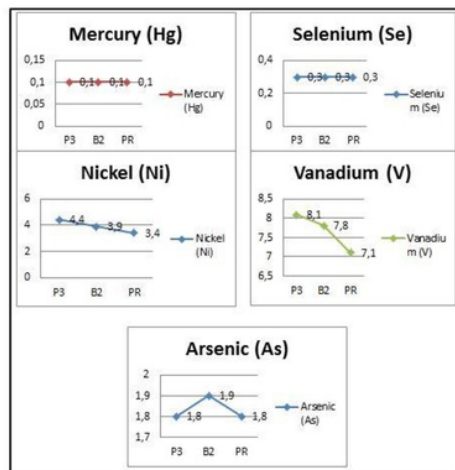 Mercury (Hg)
0,15
0,1
0,05
0
0,1 0,1 0,1
P3 B2 PR
Mercury
(Hg)
Selenium (Se)
0,4
0,2
0
0,3 0,3 0,3
P3 B2 PR
Seleniu
m (Se)
Nickel (Ni)
6
4
2
0
4,4 3,9 3,4
P3 B2 PR
Nickel
(Ni)
Vanadium (V)
8,5
8
7,5
7
6,5
8,1
7,8
7,1
P3 B2 PR
Vanadiu
m (V)
Arsenic (As)
2
1,9
1,8
1,7
1,8 1,9 1,8
P3 B2 PR
Arsenic
(As)